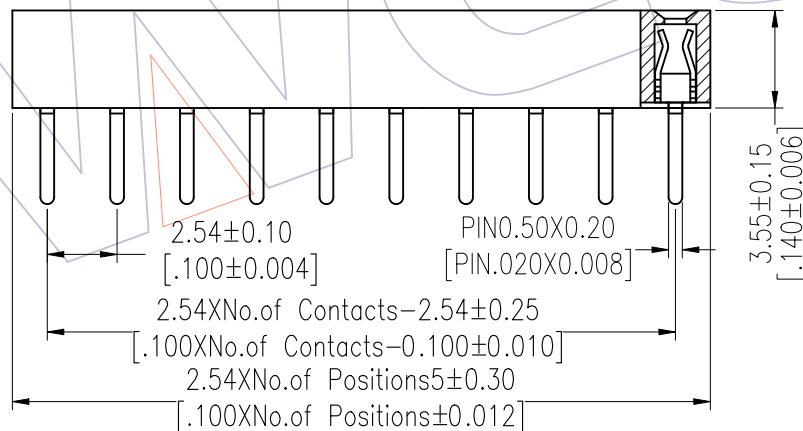 2.54±0.10
[.100±0.004]
PIN0.50X0.20
[PIN.020X0.008]
3.55±0.15
[.140±0.006]
2.54XNo.of Contacts-2.54±0.25
[.100XNo.of Contacts-0.100±0.010]
2.54XNo.of Positions5±0.30
[.100XNo.of Positions±0.012]